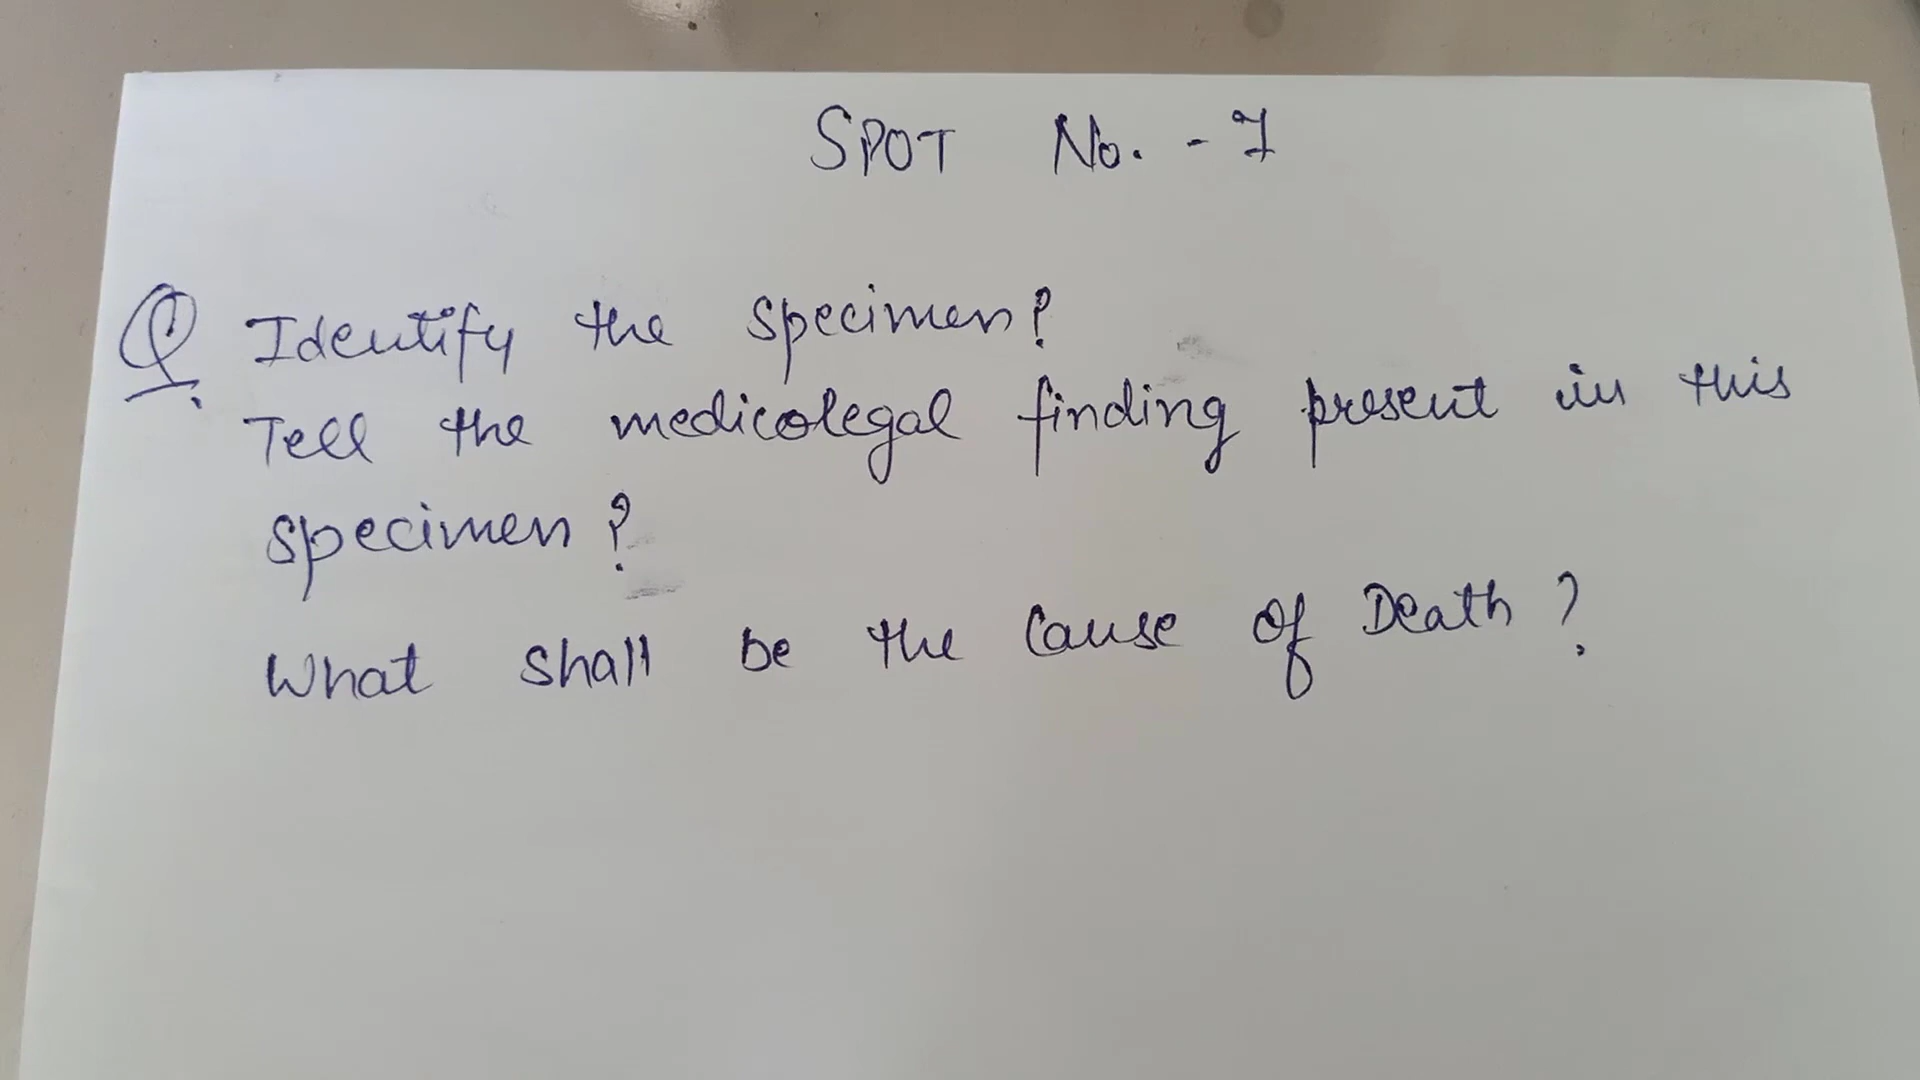 SPOT No. - 7
Q. Identify the specimen?
Tell the medicolegal finding present in this
specimen?
What shall be the Cause Of Death?